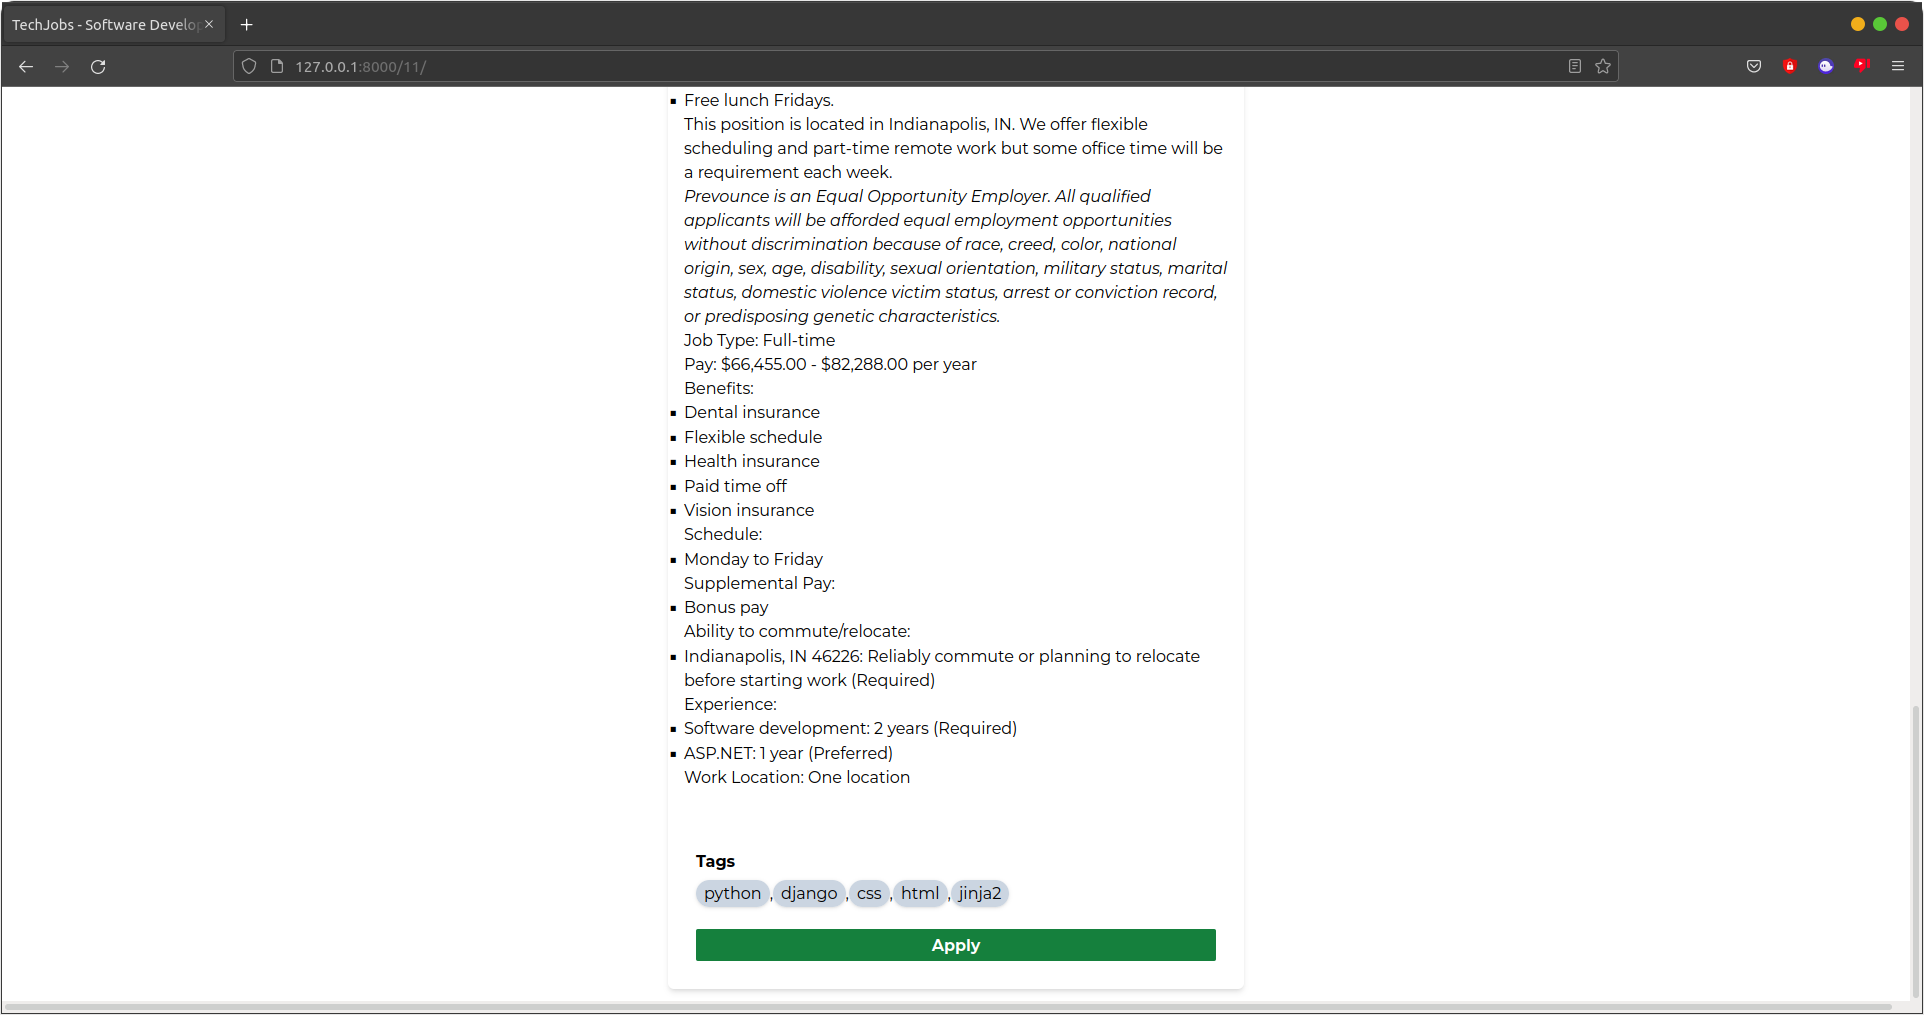 TechJobs - Software Develop
127.0.0.1:8000/11/
Free lunch Fridays.
This position is located in Indianapolis, IN. We offer flexible
scheduling and part-time remote work but some office time will be
a requirement each week.
Prevounce is an Equal Opportunity Employer. All qualified
applicants will be afforded equal employment opportunities
without discrimination because of race, creed, color, national
origin, sex, age, disability, sexual orientation, military status, marital
status, domestic violence victim status, arrest or conviction record,
or predisposing genetic characteristics.
Job Type: Full-time
Pay: $66,455.00 - $82,288.00 per year
Benefits:
Dental insurance
Flexible schedule
Health insurance
Paid time off
Vision insurance
Schedule:
Monday to Friday
Supplemental Pay:
Bonus pay
Ability to commute/relocate:
Indianapolis, IN 46226: Reliably commute or planning to relocate
before starting work (Required)
Experience:
Software development: 2 years (Required)
ASP.NET: 1 year (Preferred)
Work Location: One location
Tags
python, django, css, html, jinja2
Apply